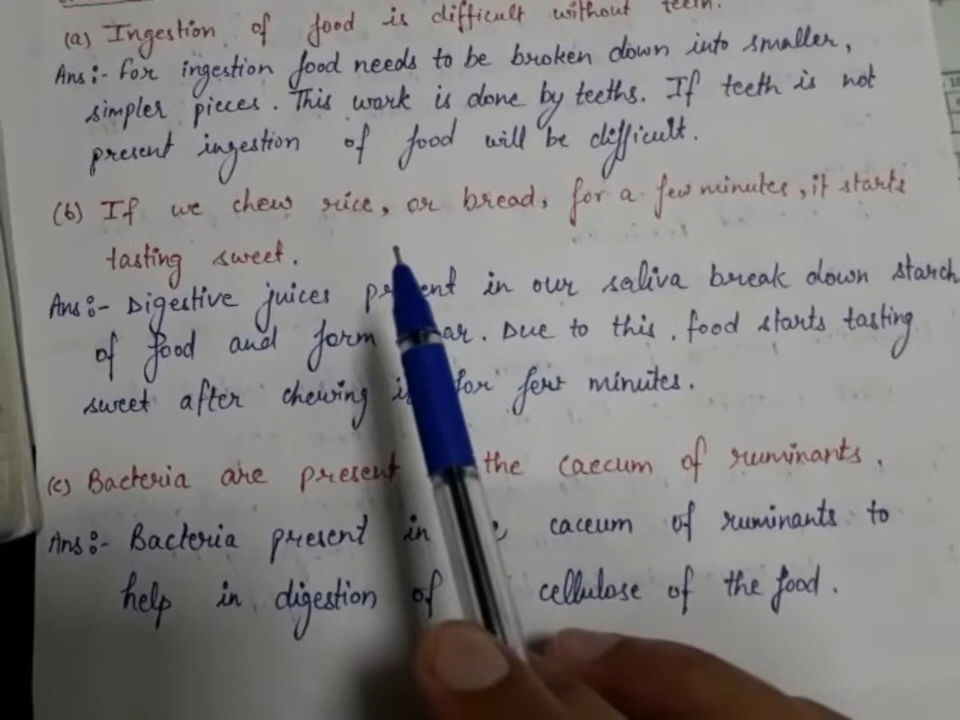 (a) Ingestion of food is difficult without teeth.
Ans:- For ingestion food needs to be broken down into smaller,
simpler pieces. This work is done by teeths. If teeth is not
present ingestion of food will be difficult.
(b) If we chew rice, or bread, for a few minutes, it starts
tasting sweet.
Ans:- Digestive juices present in our saliva break down starch
of food and form ar. Due to this, food starts tasting
sweet after chewing for few minutes.
(c) Bacteria are present the caecum of ruminants.
Ans:- Bacteria present in caceum of ruminants to
help in digestion of cellulose of the food.